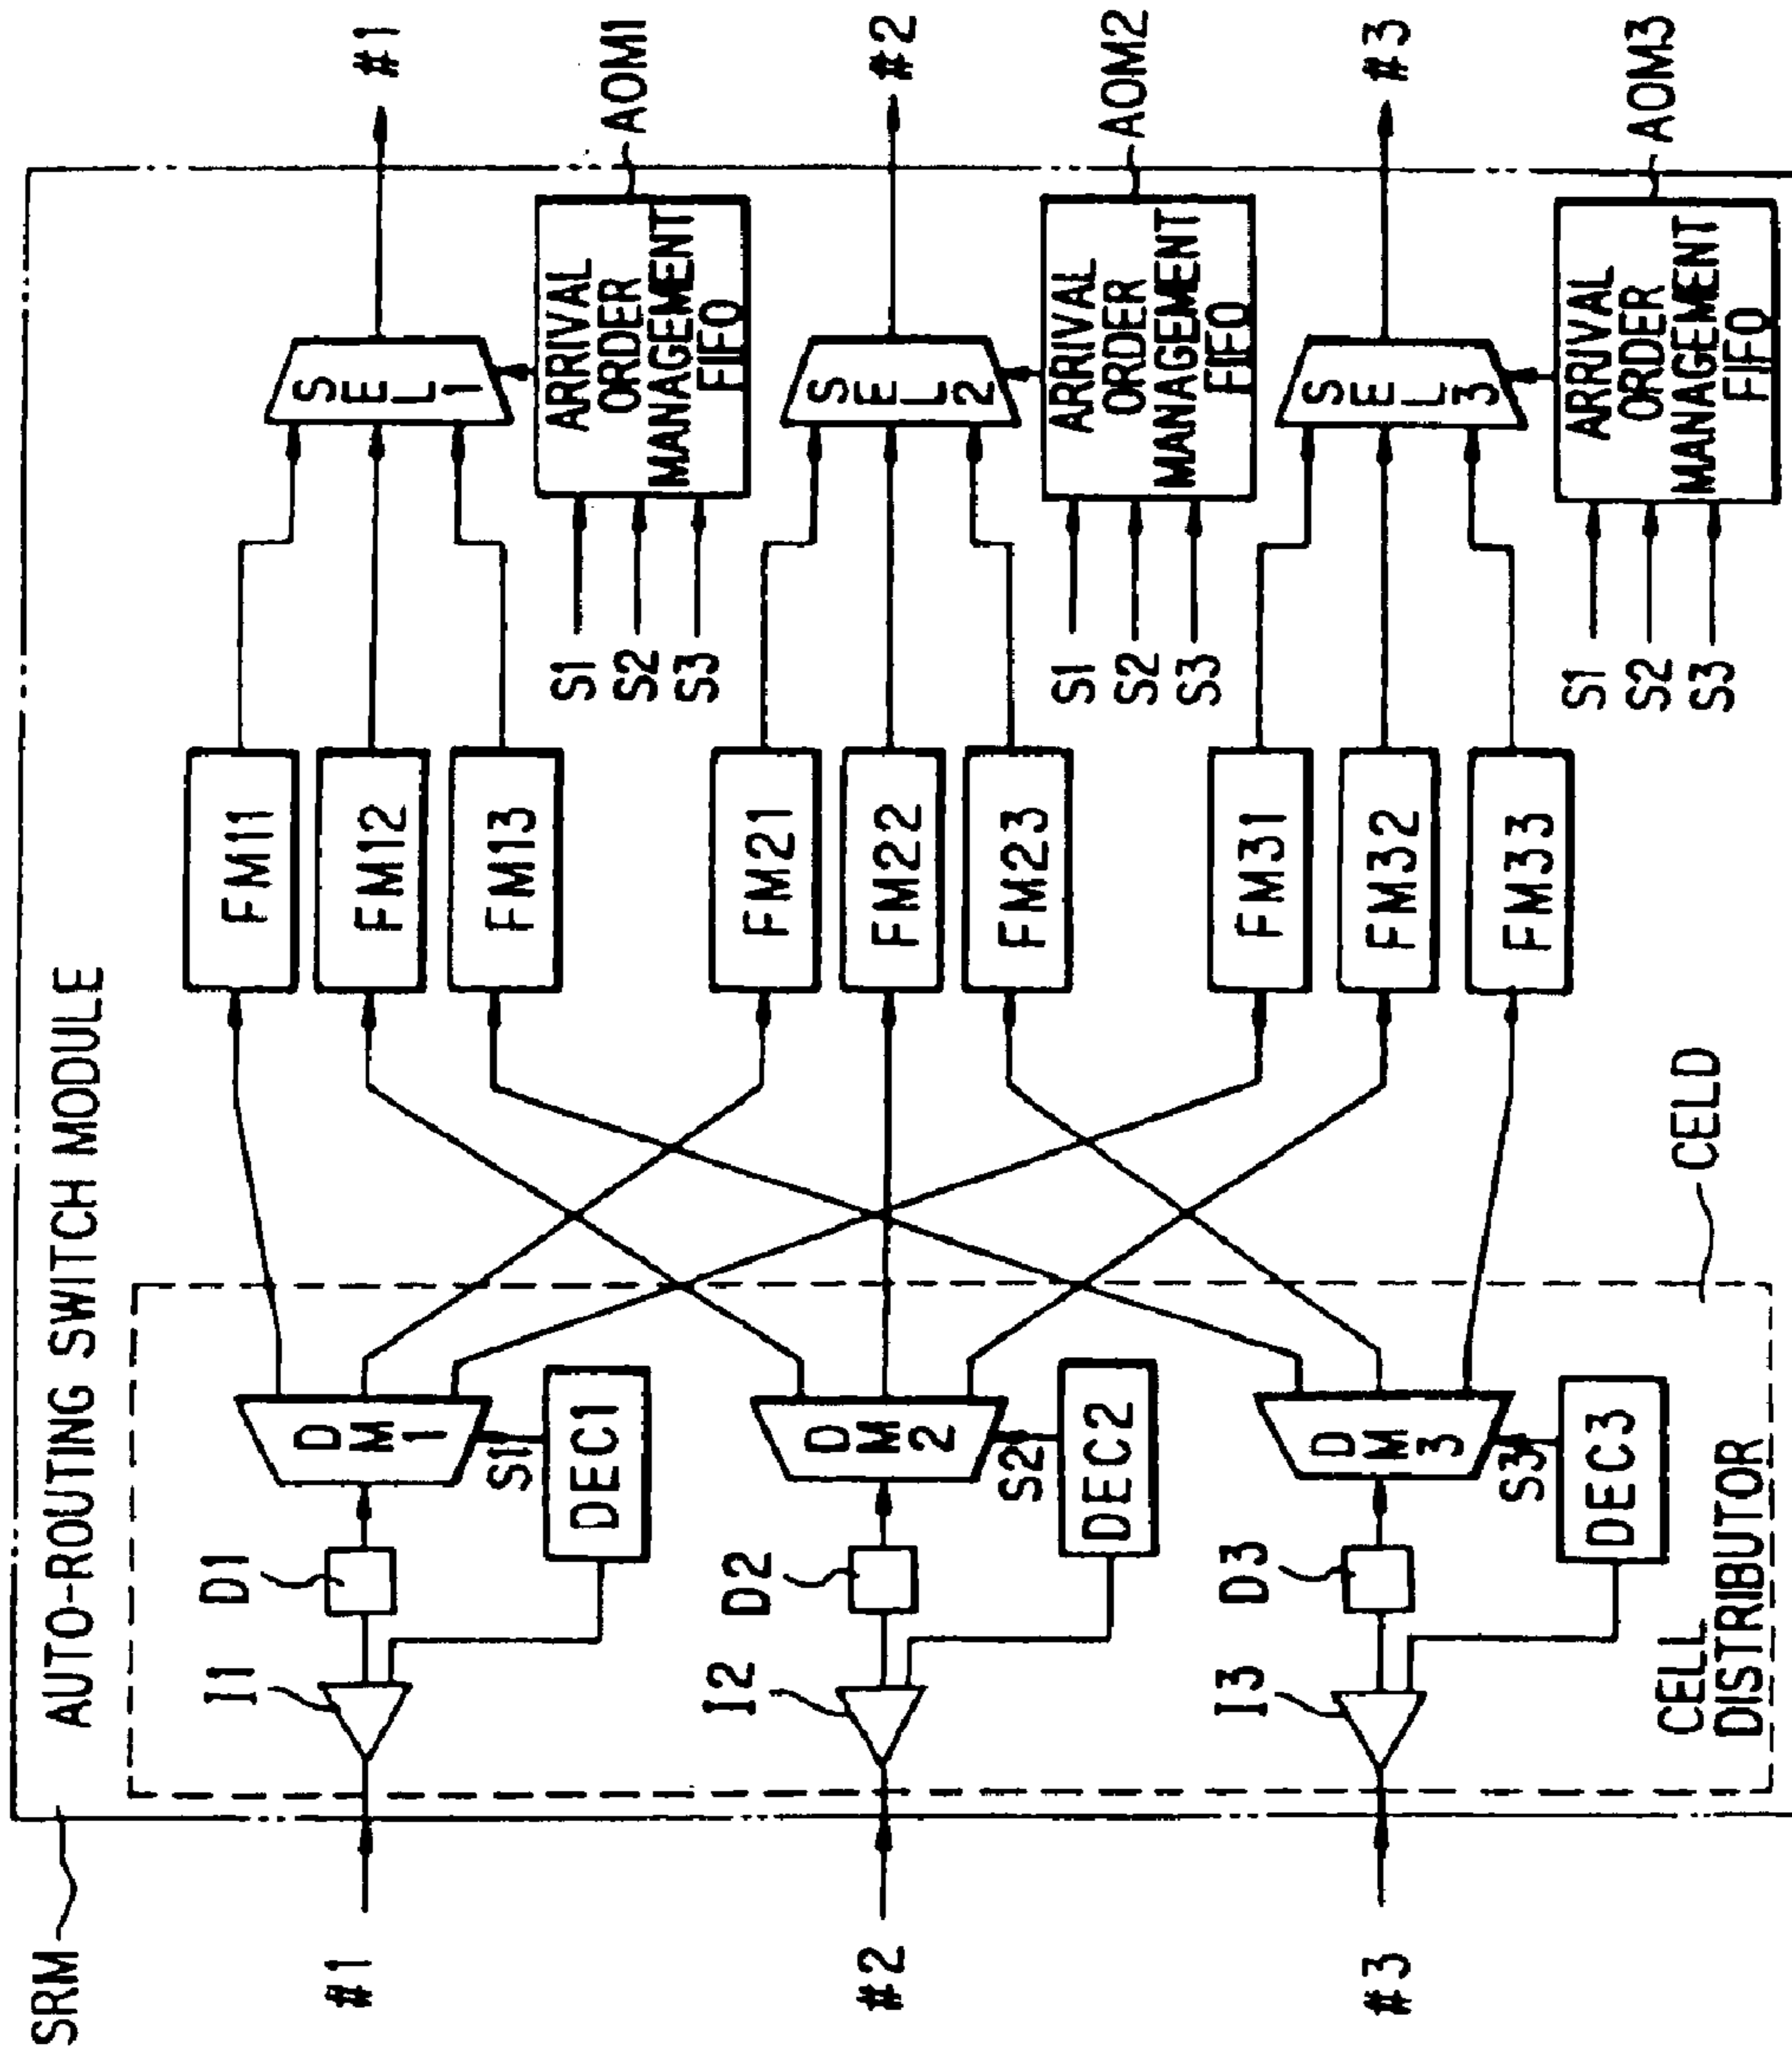 SRM
AUTO-ROUTING SWITCH MODULE
#1
I1
D1
DM1
S1
DEC1
FM11
FM12
FM13
SEL1
S1
S2
S3
ARRIVAL
ORDER
MANAGEMENT
FIFO
#1
AOM1
#2
I2
D2
DM2
S2
DEC2
FM21
FM22
FM23
SEL2
S1
S2
S3
ARRIVAL
ORDER
MANAGEMENT
FIFO
#2
AOM2
#3
I3
D3
DM3
S3
DEC3
FM31
FM32
FM33
SEL3
S1
S2
S3
ARRIVAL
ORDER
MANAGEMENT
FIFO
#3
AOM3
CELL
DISTRIBUTOR
CELD